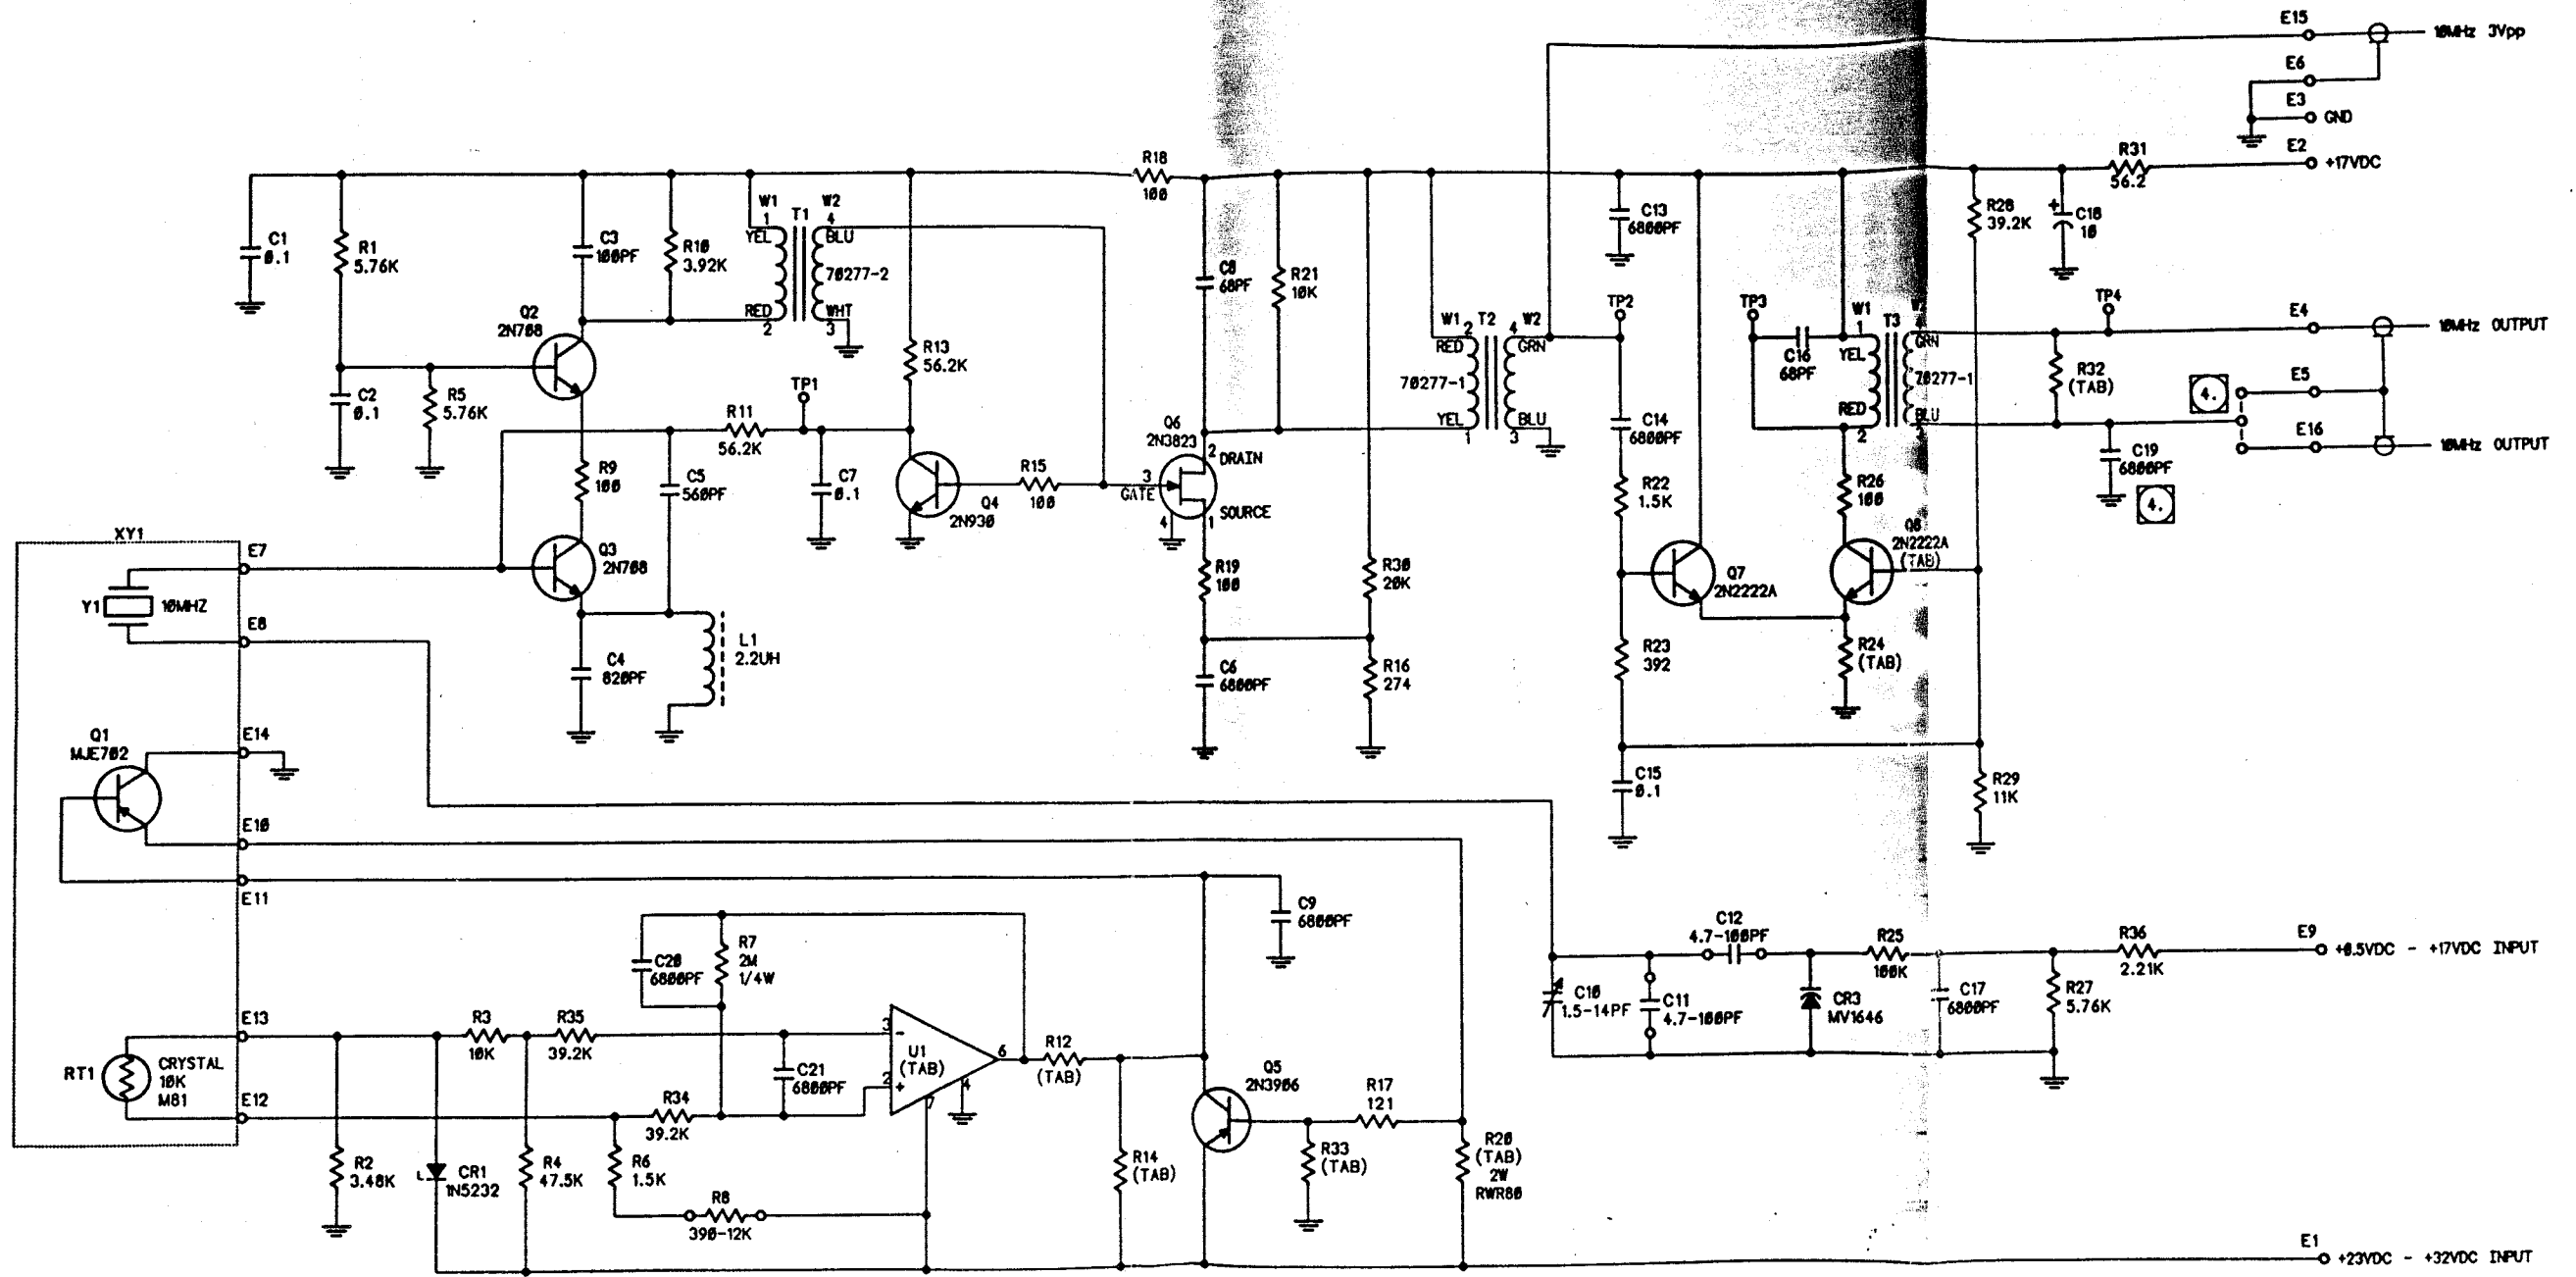 E15
10MHz 3Vpp
E6
E3
GND
E2
+17VDC
R31
56.2
R18
100
W1
1
T1
W2
4
YEL
BLU
70277-2
RED
2
WHT
3
C1
0.1
R1
5.76K
C3
100PF
R10
3.92K
C8
68PF
R21
10K
C13
6800PF
R28
39.2K
+
C18
10
Q2
2N708
R13
56.2K
C2
0.1
R5
5.76K
TP1
R11
56.2K
W1
2
T2
4
W2
RED
GRN
70277-1
YEL
1
BLU
3
TP2
TP3
C16
68PF
W1
1
T3
YEL
GRN
70277-1
RED
2
BLU
TP4
R32
(TAB)
E4
10MHz OUTPUT
4.
E5
E16
10MHz OUTPUT
C19
6800PF
4.
R9
100
C5
560PF
C7
0.1
Q4
2N930
R15
100
Q6
2N3823
2
DRAIN
3
GATE
4
1
SOURCE
C14
6800PF
R22
1.5K
R26
100
Q8
2N2222A
(TAB)
Q7
2N2222A
XY1
E7
Q3
2N708
Y1
10MHZ
E8
C4
820PF
L1
2.2UH
R19
100
R30
20K
C6
6800PF
R16
274
R23
392
R24
(TAB)
C15
0.1
R29
11K
Q1
MJE702
E14
E10
E11
C9
6800PF
C20
6800PF
R7
2M
1/4W
C12
4.7-100PF
R25
100K
R36
2.21K
E9
+0.5VDC - +17VDC INPUT
C10
1.5-14PF
C11
4.7-100PF
CR3
MV1646
C17
6800PF
R27
5.76K
E13
R3
10K
R35
39.2K
3
-
U1
(TAB)
6
R12
(TAB)
RT1
CRYSTAL
10K
M81
C21
6800PF
2
+
4
7
Q5
2N3906
R17
121
E12
R34
39.2K
R2
3.48K
CR1
1N5232
R4
47.5K
R6
1.5K
R8
390-12K
R14
(TAB)
R33
(TAB)
R20
(TAB)
2W
RWR80
E1
+23VDC - +32VDC INPUT